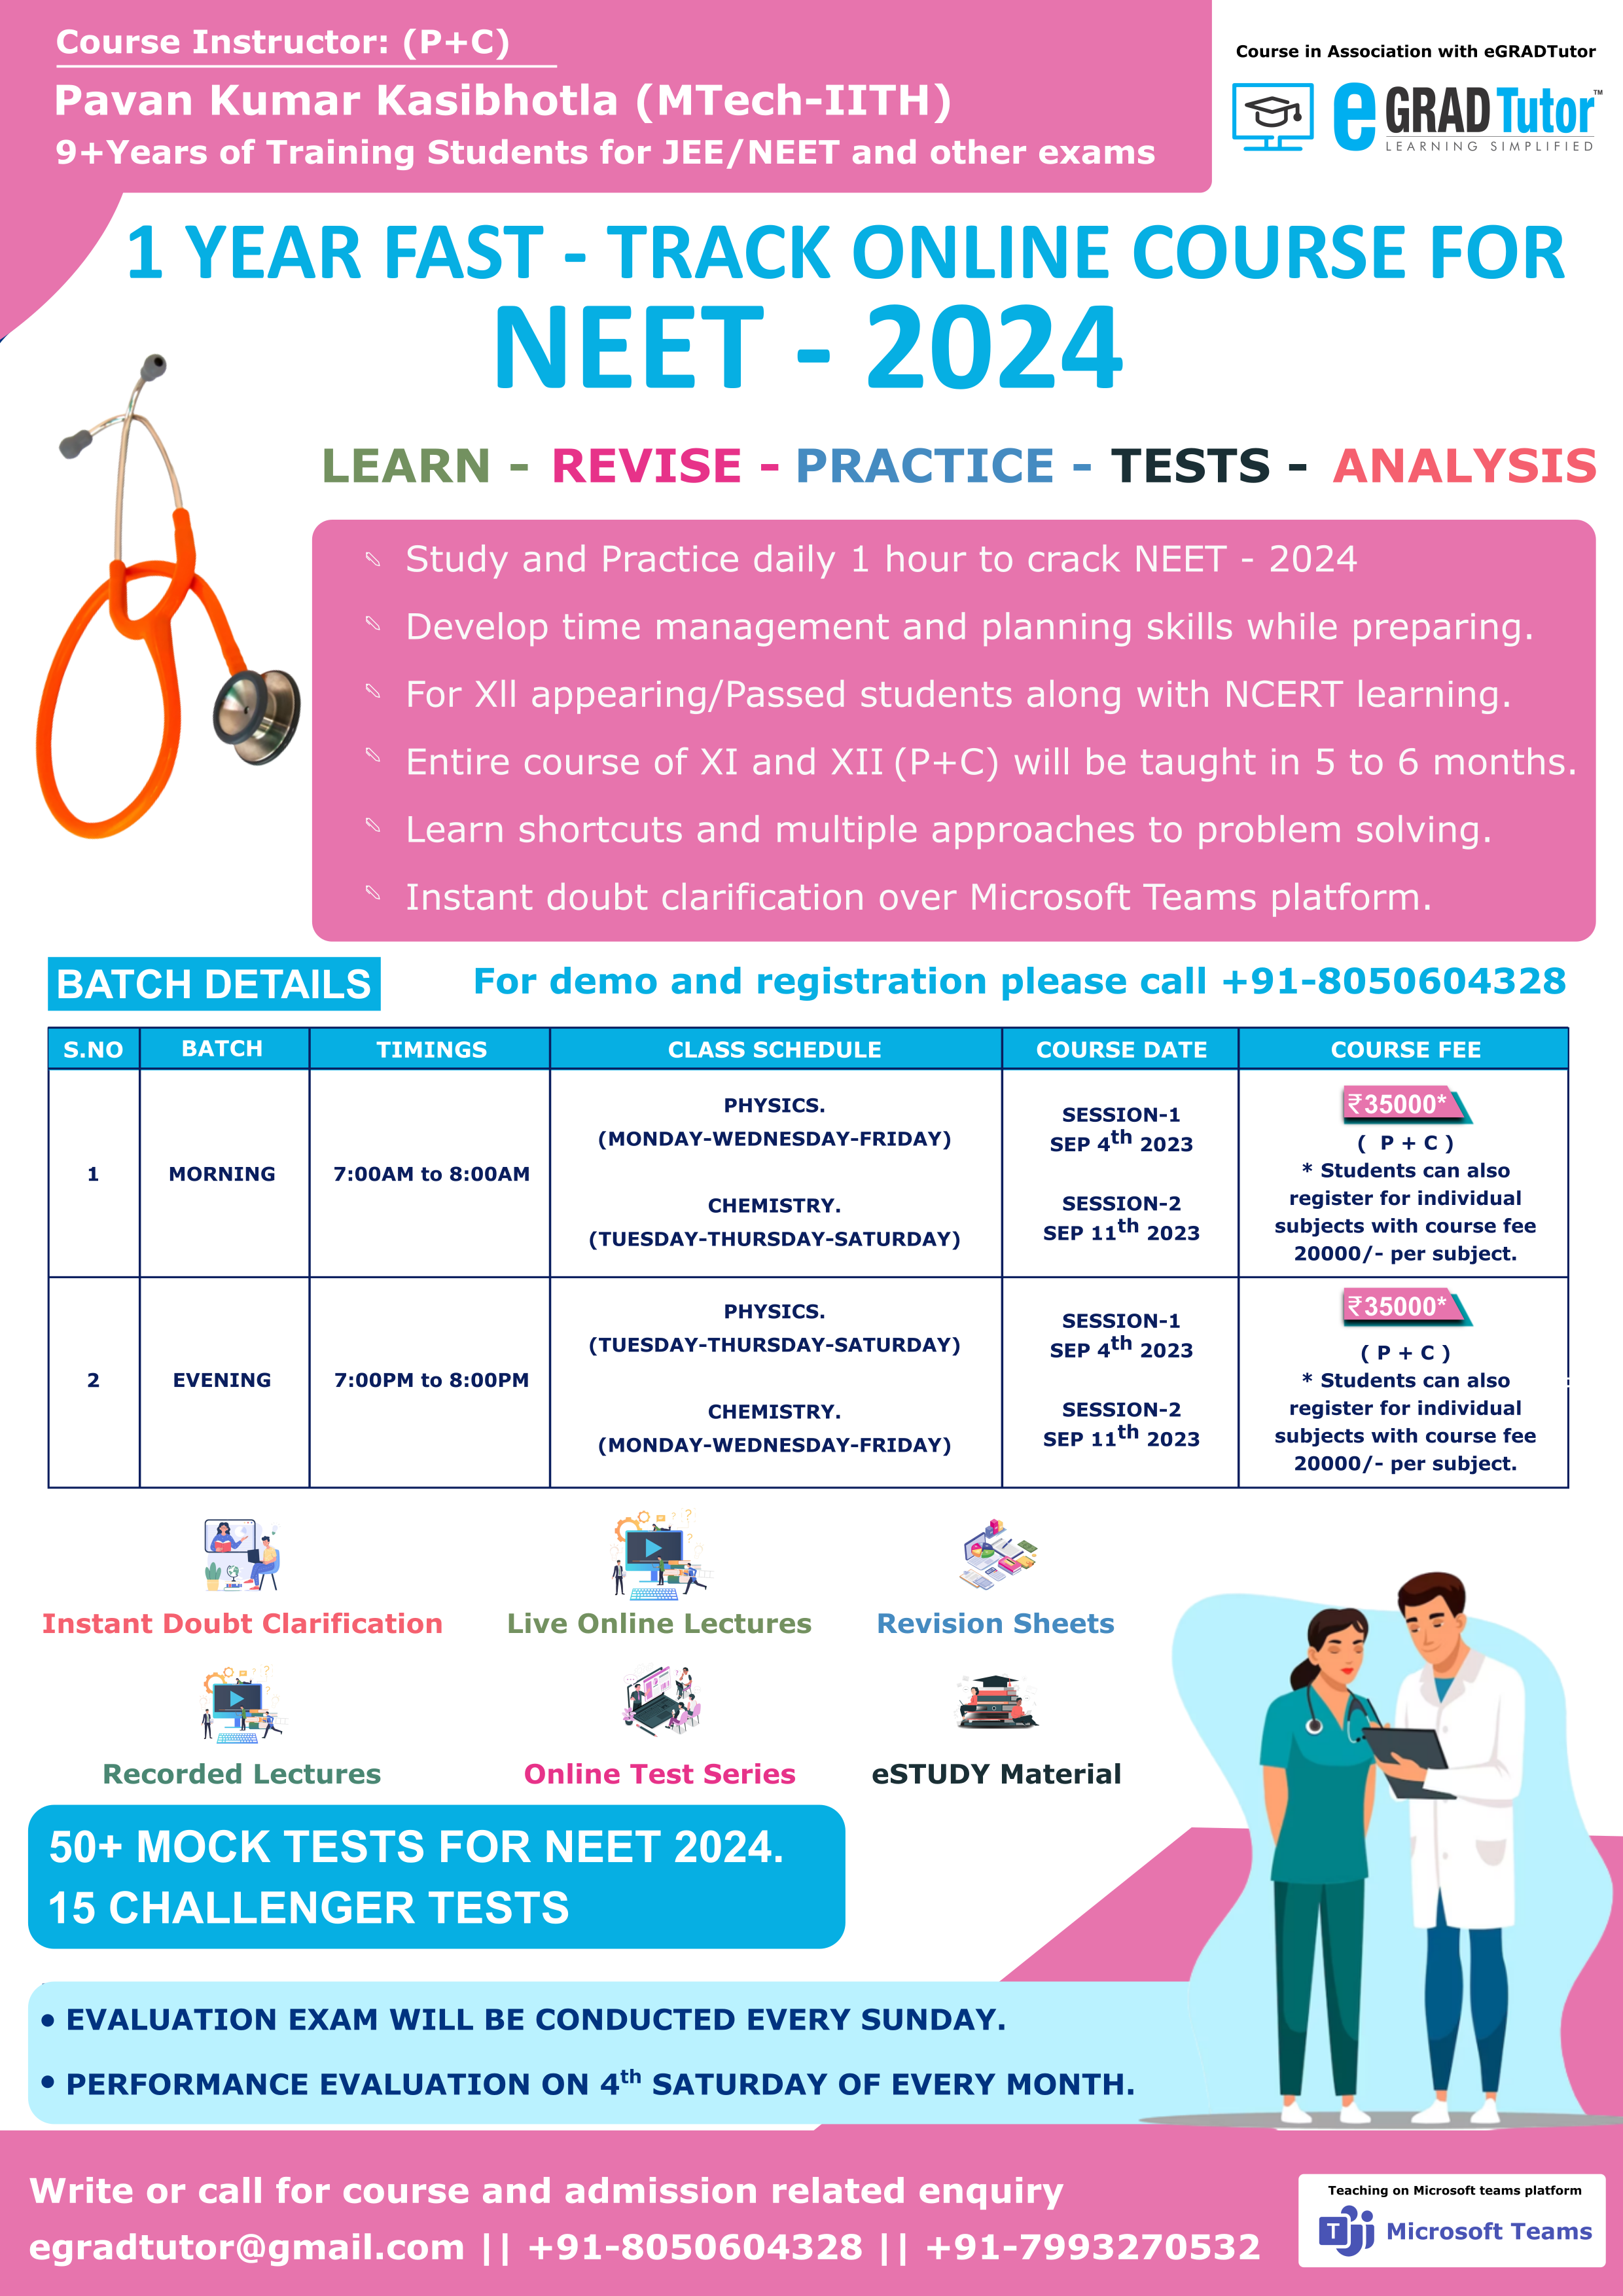 Course Instructor: (P+C)
Pavan Kumar Kasibhotla (MTech-IITH)
9+Years of Training Students for JEE/NEET and other exams
Course in Association with eGRADTutor
e GRAD Tutor™
LEARNING SIMPLIFIED
1 YEAR FAST - TRACK ONLINE COURSE FOR
NEET - 2024
LEARN - REVISE - PRACTICE - TESTS - ANALYSIS
Study and Practice daily 1 hour to crack NEET - 2024
Develop time management and planning skills while preparing.
For Xll appearing/Passed students along with NCERT learning.
Entire course of XI and XII (P+C) will be taught in 5 to 6 months.
Learn shortcuts and multiple approaches to problem solving.
Instant doubt clarification over Microsoft Teams platform.
BATCH DETAILS
For demo and registration please call +91-8050604328
S.NO BATCH TIMINGS CLASS SCHEDULE COURSE DATE COURSE FEE
1
MORNING
7:00AM to 8:00AM
PHYSICS.
(MONDAY-WEDNESDAY-FRIDAY)
CHEMISTRY.
(TUESDAY-THURSDAY-SATURDAY)
SESSION-1
SEP 4th 2023
SESSION-2
SEP 11th 2023
₹35000*
( P + C )
* Students can also
register for individual
subjects with course fee
20000/- per subject.
2
EVENING
7:00PM to 8:00PM
PHYSICS.
(TUESDAY-THURSDAY-SATURDAY)
CHEMISTRY.
(MONDAY-WEDNESDAY-FRIDAY)
SESSION-1
SEP 4th 2023
SESSION-2
SEP 11th 2023
₹35000*
( P + C )
* Students can also
register for individual
subjects with course fee
20000/- per subject.
Instant Doubt Clarification
Live Online Lectures
Revision Sheets
Recorded Lectures
Online Test Series
eSTUDY Material
50+ MOCK TESTS FOR NEET 2024.
15 CHALLENGER TESTS
• EVALUATION EXAM WILL BE CONDUCTED EVERY SUNDAY.
• PERFORMANCE EVALUATION ON 4th SATURDAY OF EVERY MONTH.
Write or call for course and admission related enquiry
egradtutor@gmail.com || +91-8050604328 || +91-7993270532
Teaching on Microsoft teams platform
T Microsoft Teams